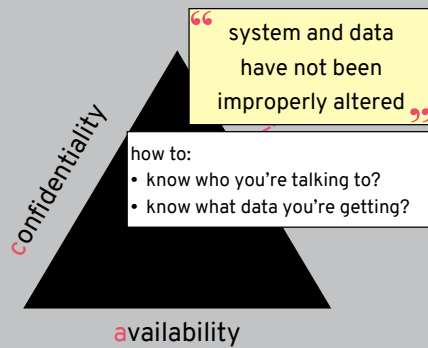 “ system and data
have not been
improperly altered ”
confidentiality
how to:
• know who you’re talking to?
• know what data you’re getting?
availability